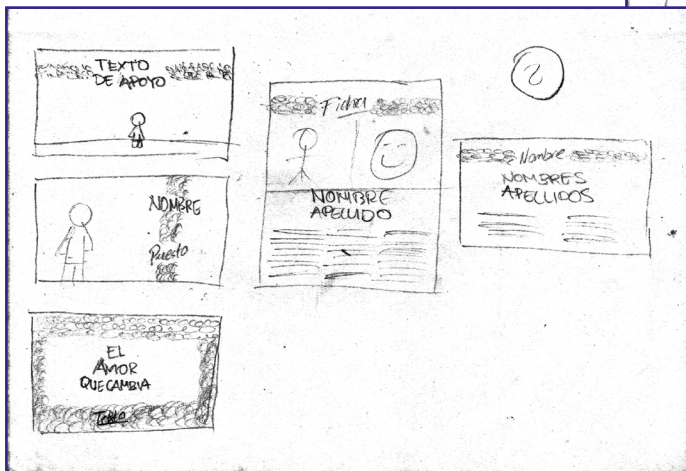 TEXTO
DE APOYO
NOMBRE
Puesto
EL
AMOR
QUE CAMBIA
Ficha
NOMBRE
APELLIDO
2
Nombre
NOMBRES
APELLIDOS